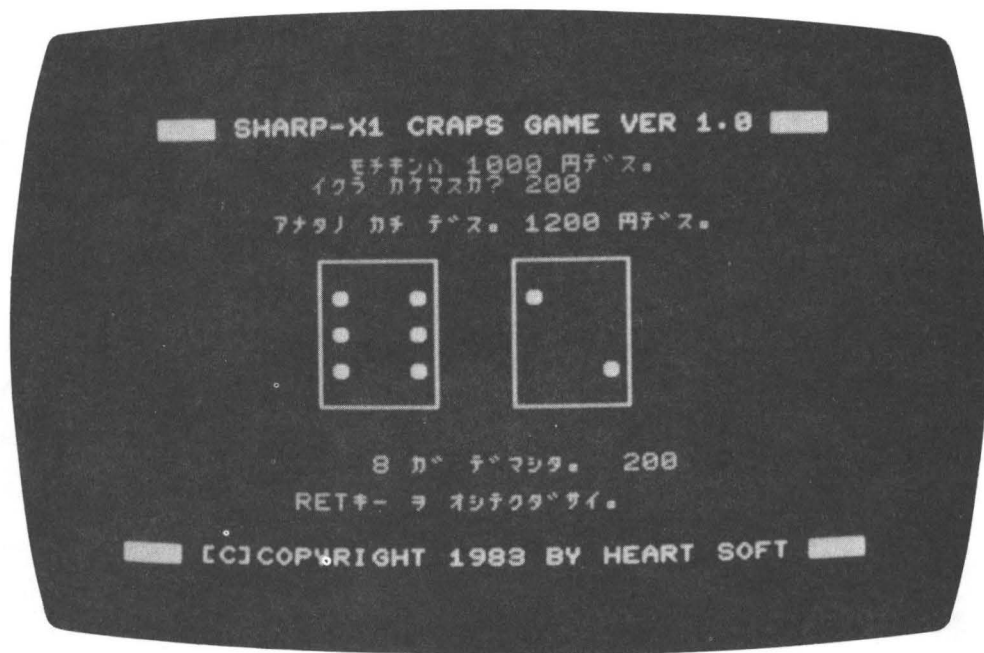 SHARP-X1 CRAPS GAME VER 1.0
モチキンハ 1000 円デス。
イクラ カケマスカ? 200
アナタノ カチ デス。 1200 円デス。
8 ガ デマシタ。 200
RETキー ヲ オシテクダサイ。
[C]COPYRIGHT 1983 BY HEART SOFT